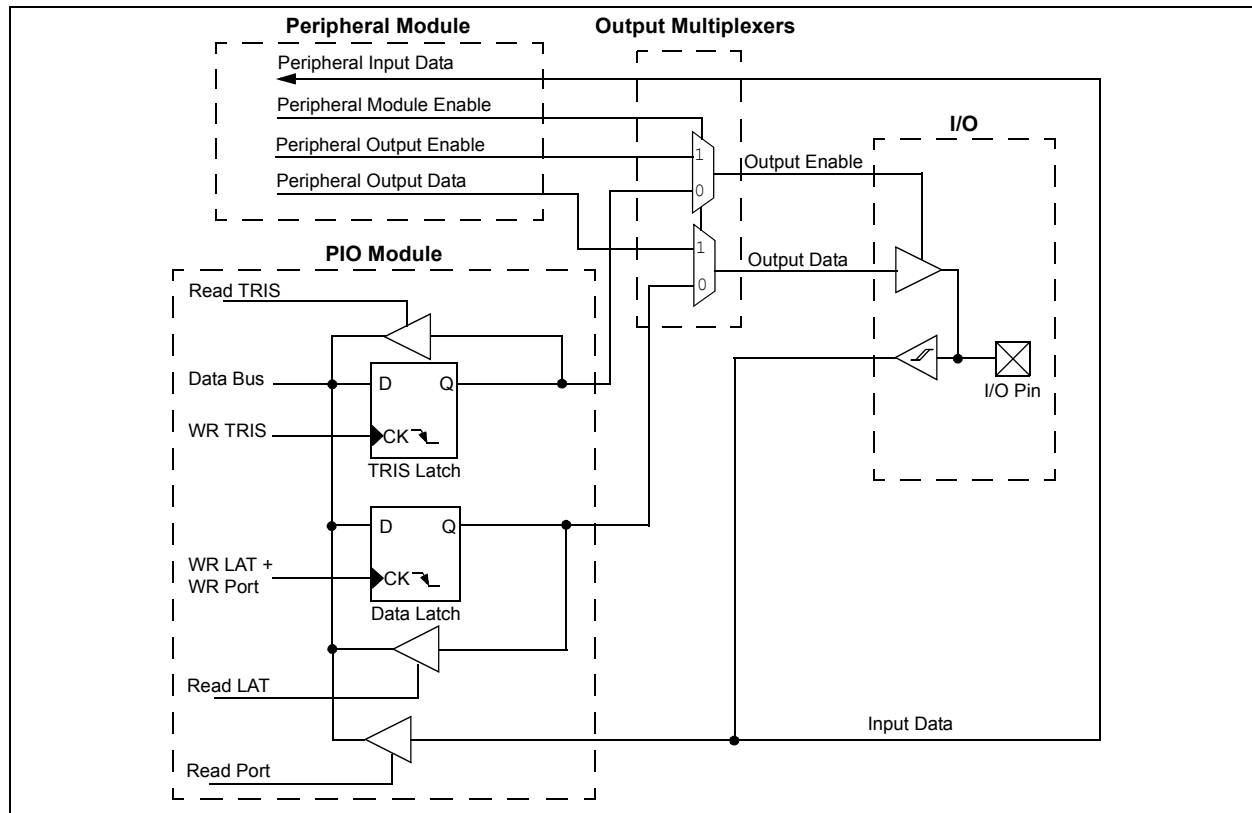 Peripheral Module
Output Multiplexers
Peripheral Input Data
Peripheral Module Enable
Peripheral Output Enable
Peripheral Output Data
I/O
1
0
Output Enable
1
0
Output Data
I/O Pin
PIO Module
Read TRIS
Data Bus
D Q
WR TRIS
CK
TRIS Latch
D Q
WR LAT +
WR Port
CK
Data Latch
Read LAT
Input Data
Read Port